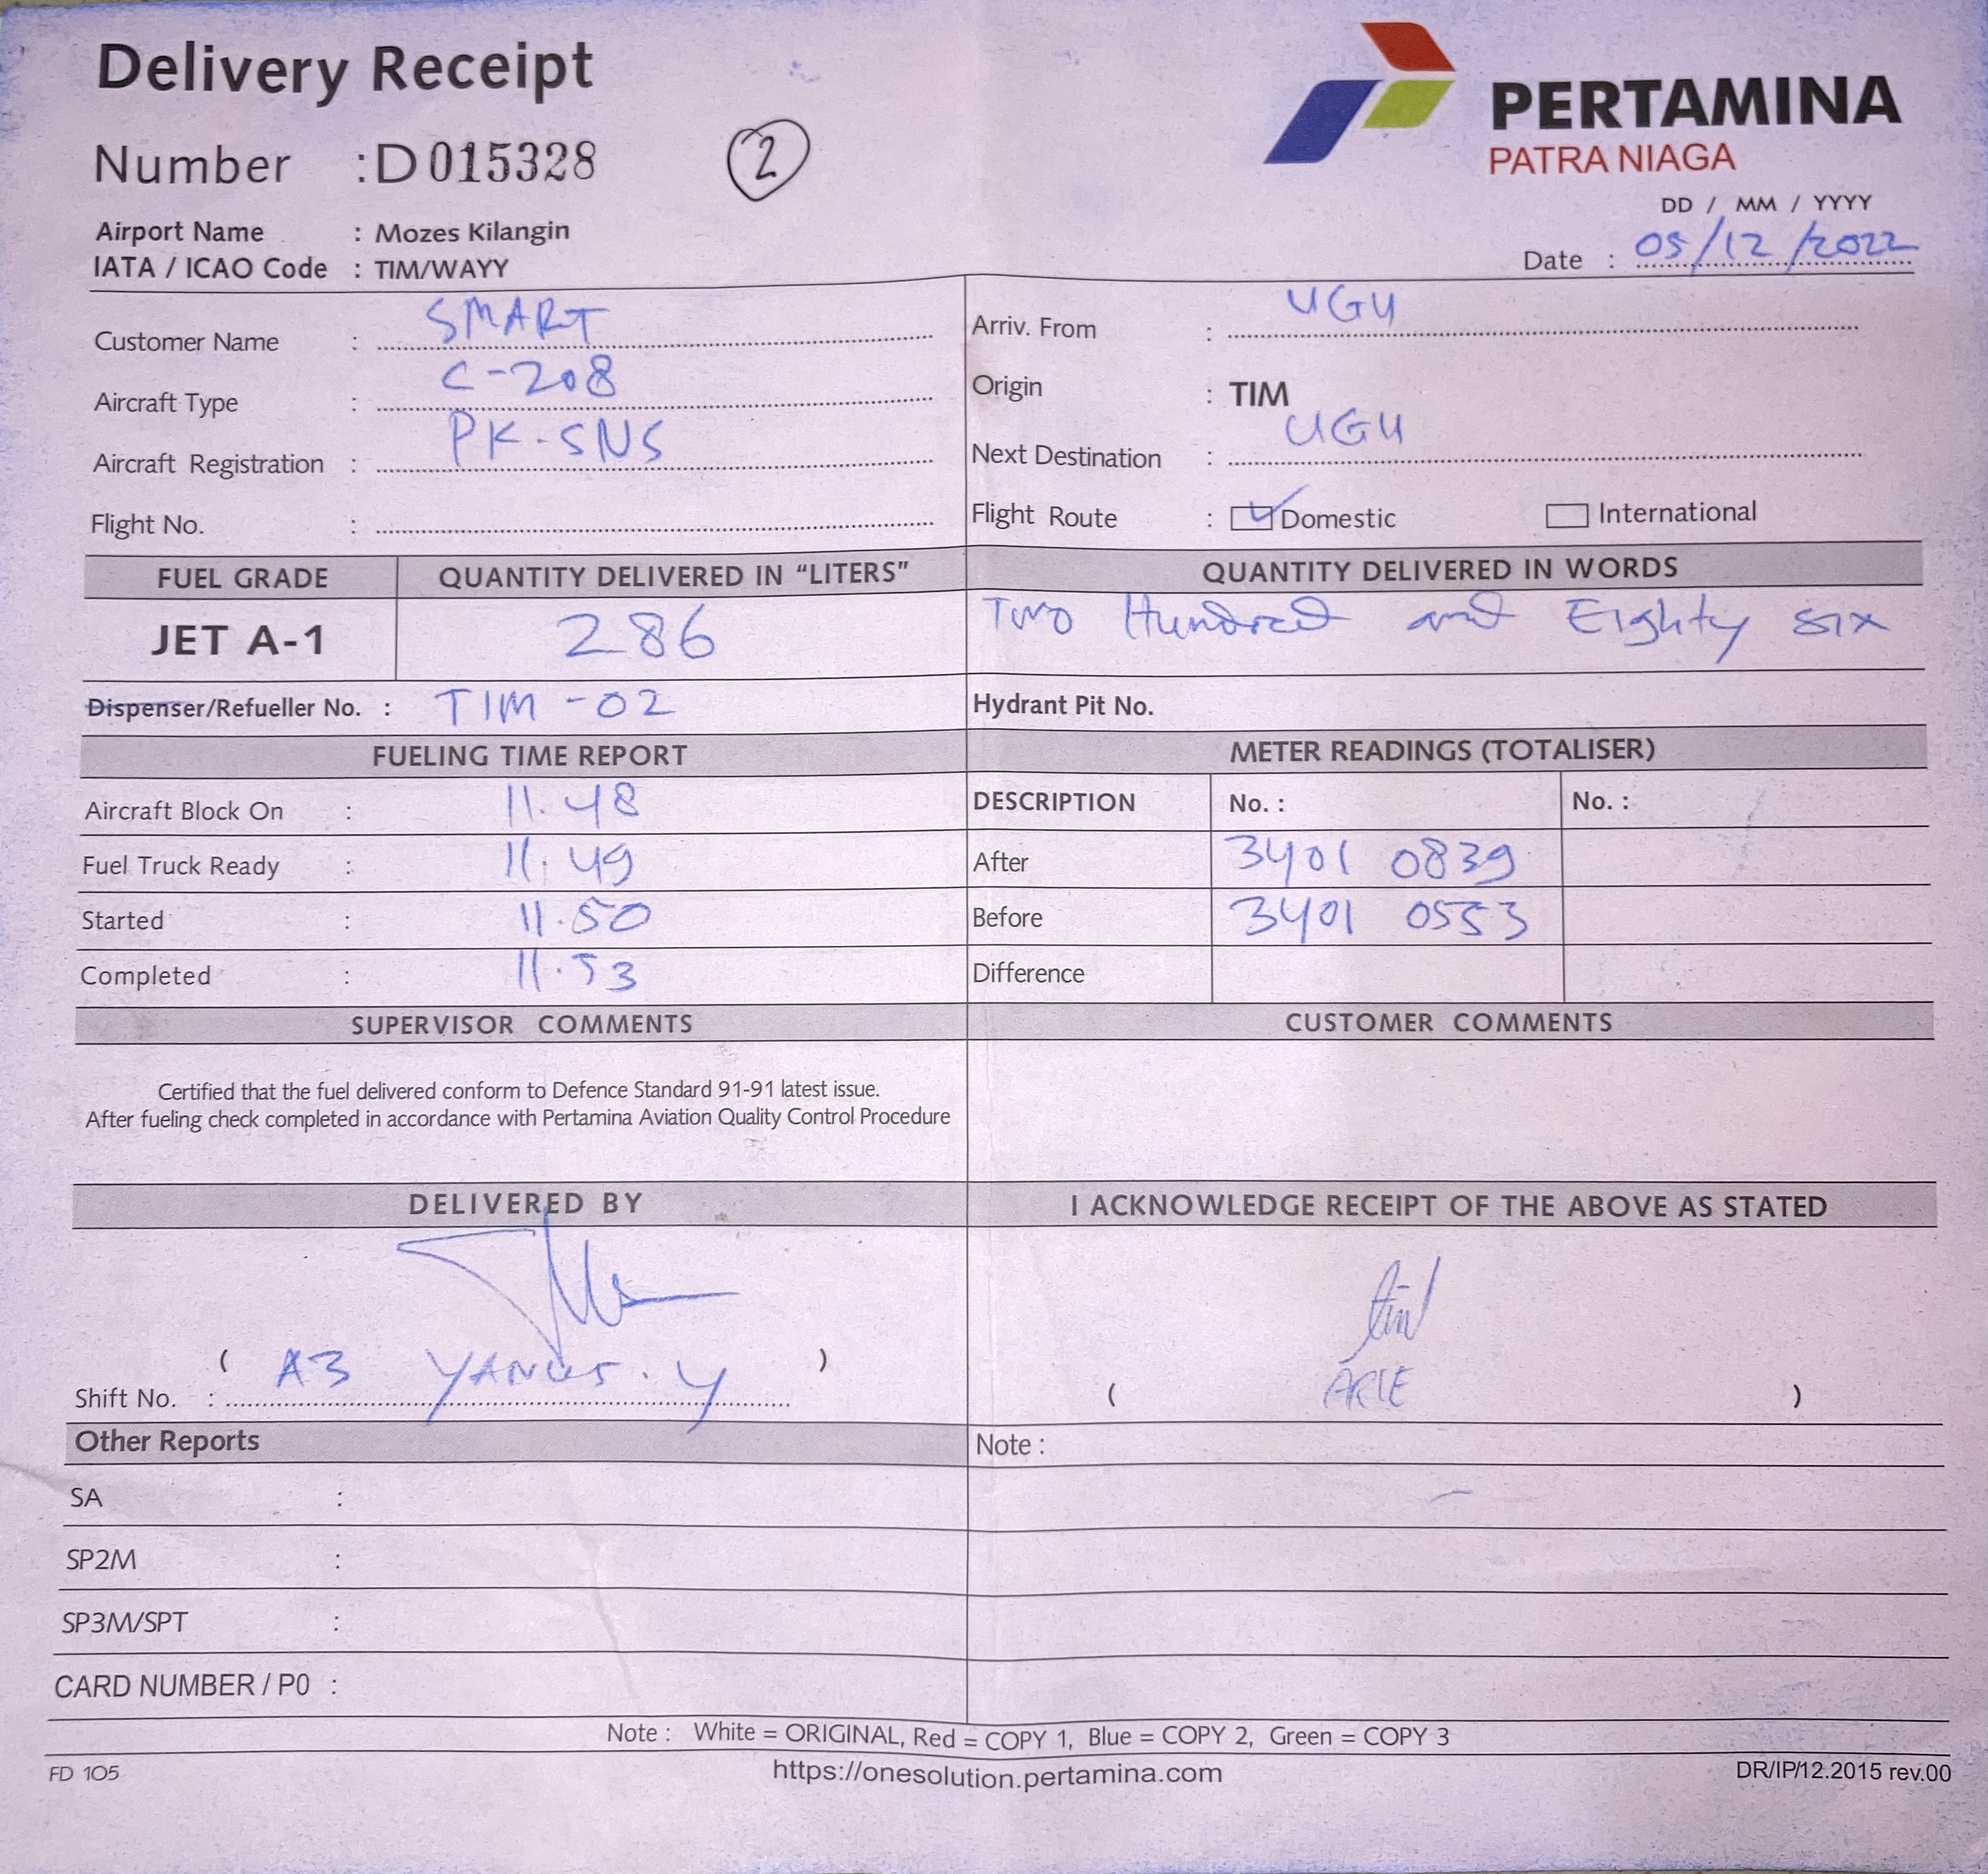 Delivery Receipt
PERTAMINA
PATRA NIAGA
Number : D 015328
2
DD / MM / YYYY
Airport Name : Mozes Kilangin
IATA / ICAO Code : TIM/WAYY
Date : 05/12/2022
Customer Name : SMART
Arriv. From : UGU
Aircraft Type : C-208
Origin : TIM
Aircraft Registration : PK-SNS
Next Destination : UGU
Flight No. :
Flight Route : Domestic International
FUEL GRADE QUANTITY DELIVERED IN “LITERS” QUANTITY DELIVERED IN WORDS
JET A-1 286 Two Hundred and Eighty six
Dispenser/Refueller No. : TIM-02 Hydrant Pit No.
FUELING TIME REPORT METER READINGS (TOTALISER)
Aircraft Block On : 11.48 DESCRIPTION No. : No. :
Fuel Truck Ready : 11.49 After 3401 0839
Started : 11.50 Before 3401 0553
Completed : 11.53 Difference
SUPERVISOR COMMENTS CUSTOMER COMMENTS
Certified that the fuel delivered conform to Defence Standard 91-91 latest issue.
After fueling check completed in accordance with Pertamina Aviation Quality Control Procedure
DELIVERED BY I ACKNOWLEDGE RECEIPT OF THE ABOVE AS STATED
( A3 YANUS.Y )
Shift No. :
( )
Other Reports Note :
SA :
SP2M :
SP3M/SPT :
CARD NUMBER / P0 :
Note : White = ORIGINAL, Red = COPY 1, Blue = COPY 2, Green = COPY 3
FD 105 https://onesolution.pertamina.com DR/IP/12.2015 rev.00